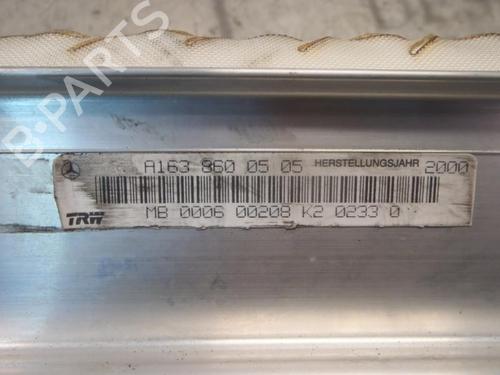 B-PARTS
A163 860 05 05 HERSTELLUNGSJAHR 2000
MB 0006 00208 K2 0233 0
TRW